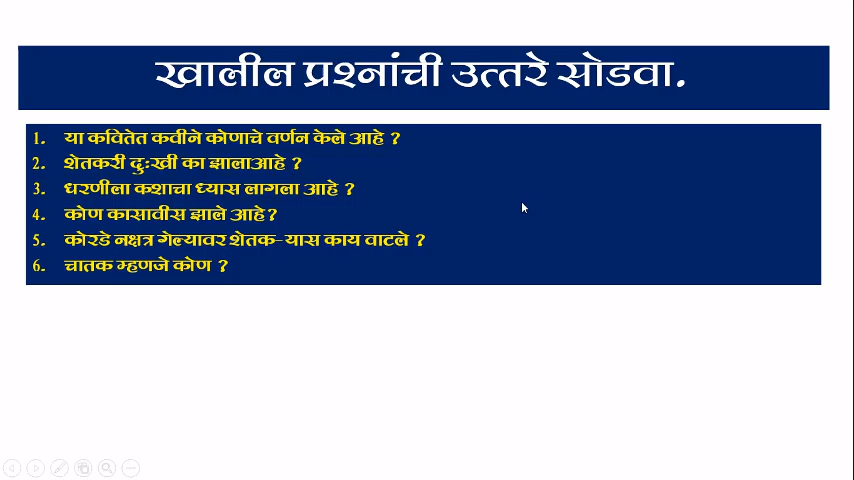 खालील प्रश्नांची उत्तरे सोडवा.
1. या कवितेत कवीने कोणाचे वर्णन केले आहे ?
2. शेतकरी दुःखी का झालाआहे ?
3. धरणीला कशाचा ध्यास लागला आहे ?
4. कोण कासावीस झाले आहे?
5. कोरडे नक्षत्र गेल्यावर शेतक-यास काय वाटले ?
6. चातक म्हणजे कोण ?